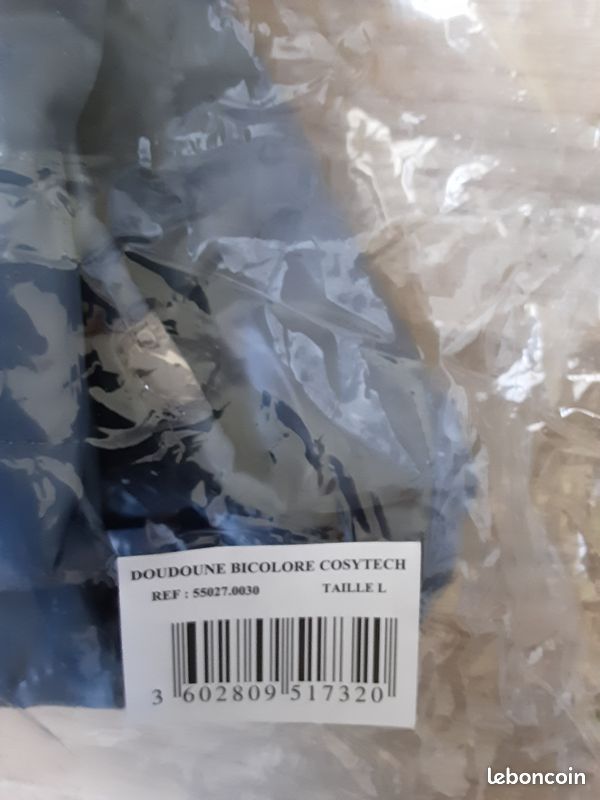 DOUDOUNE BICOLORE COSYTECH
REF : 55027.0030 TAILLE L
3 602809 517320
leboncoin